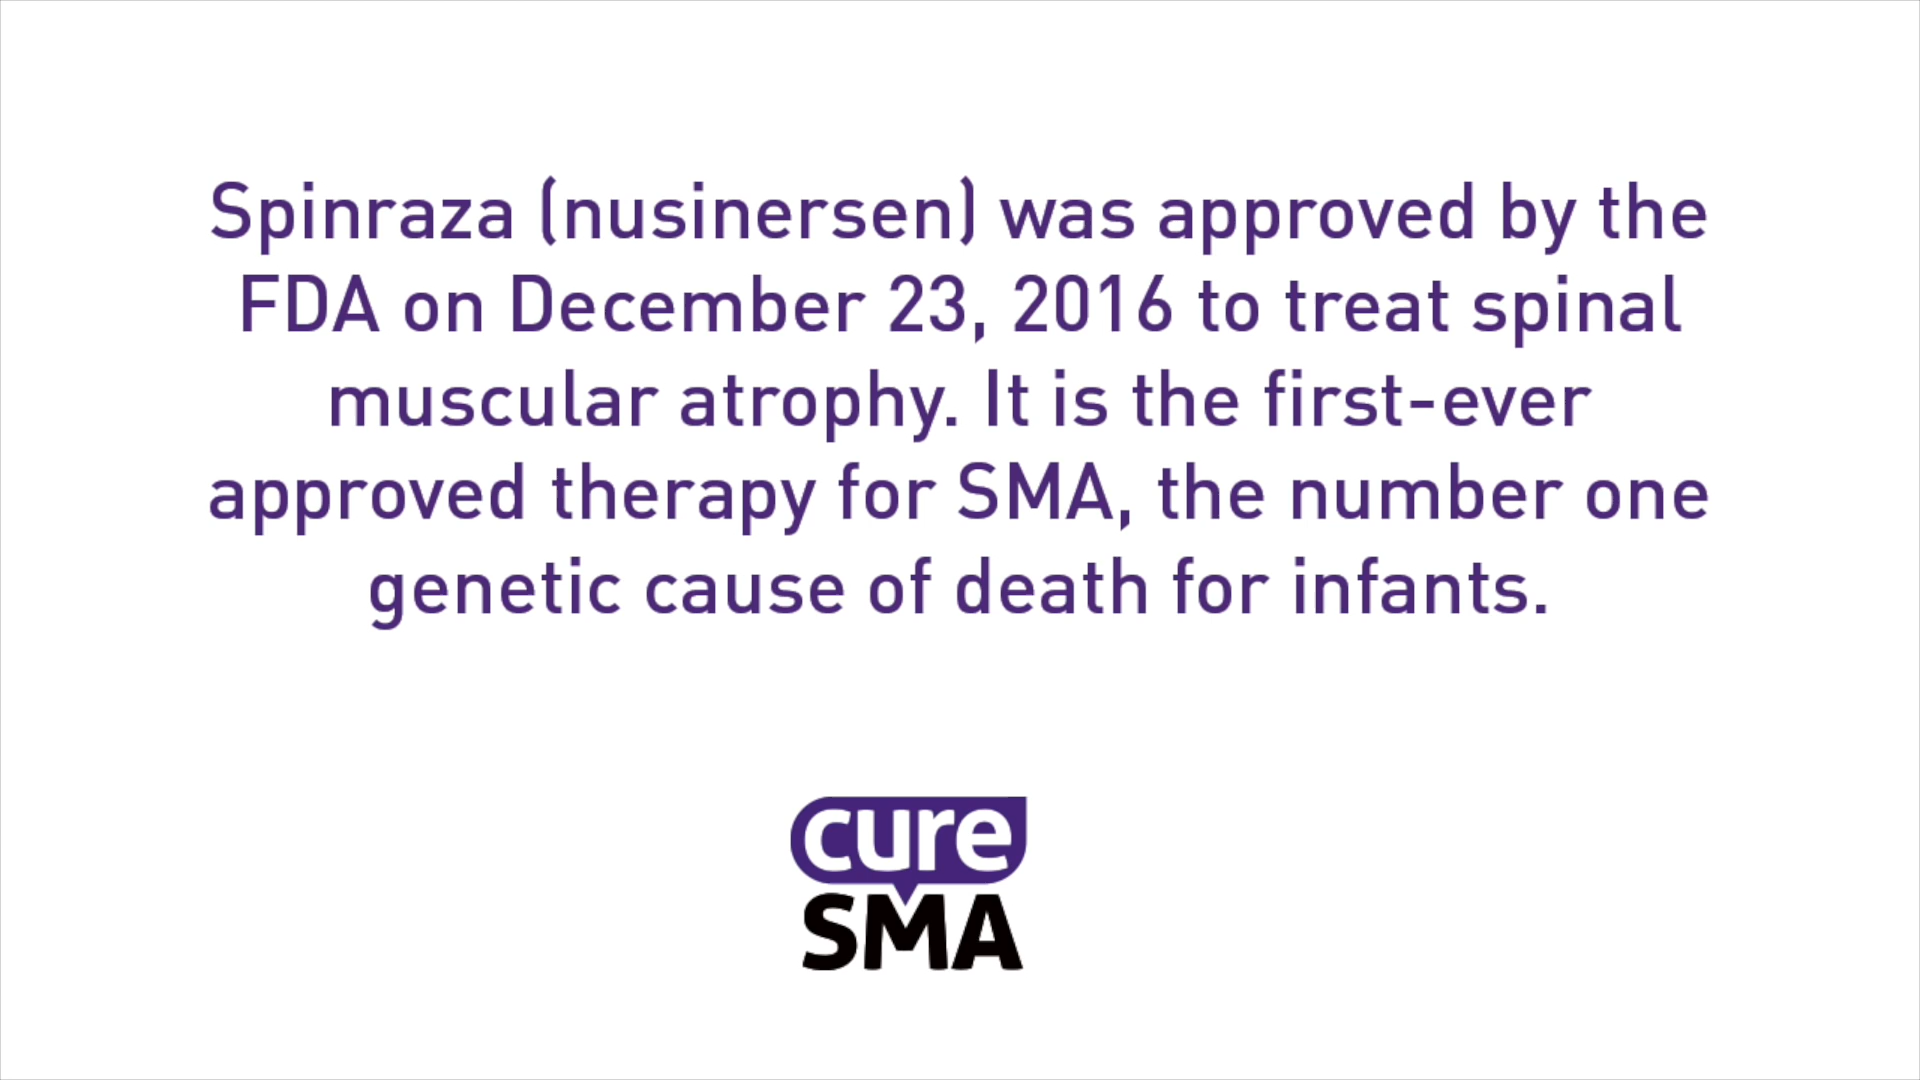 Spinraza (nusinersen) was approved by the
FDA on December 23, 2016 to treat spinal
muscular atrophy. It is the first-ever
approved therapy for SMA, the number one
genetic cause of death for infants.
cure
SMA